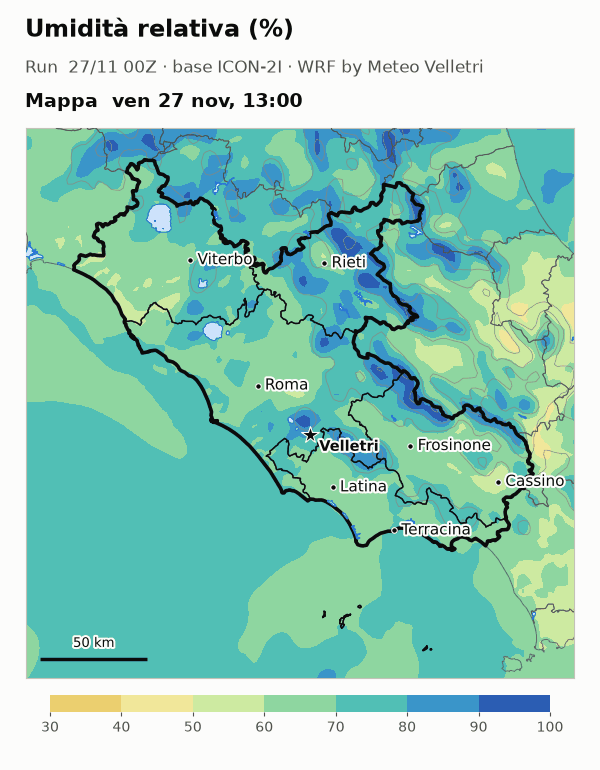 Umidità relativa (%)
Run  27/11 00Z · base ICON-2I · WRF by Meteo Velletri
Mappa  ven 27 nov, 13:00
Viterbo
Rieti
Roma
Velletri
Frosinone
Cassino
Latina
Terracina
50 km
30 40 50 60 70 80 90 100